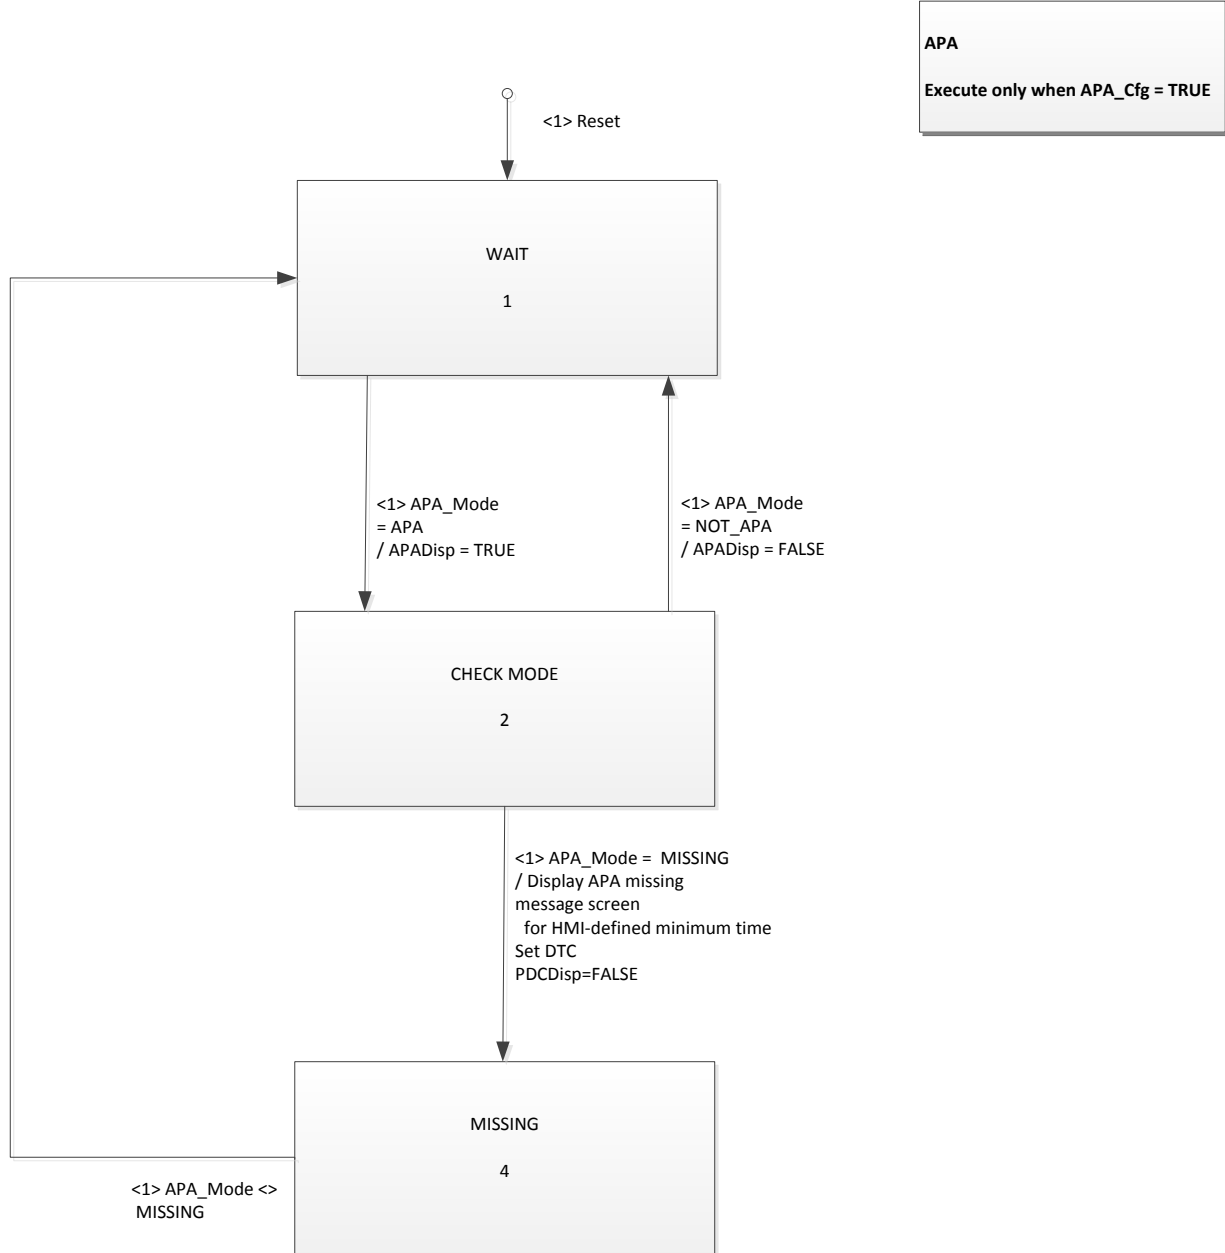 APA
Execute only when APA_Cfg = TRUE
<1> Reset
WAIT
1
<1> APA_Mode
= APA
/ APADisp = TRUE
<1> APA_Mode
= NOT_APA
/ APADisp = FALSE
CHECK MODE
2
<1> APA_Mode =  MISSING
/ Display APA missing
message screen
for HMI-defined minimum time
Set DTC
PDCDisp=FALSE
MISSING
4
<1> APA_Mode <>
MISSING